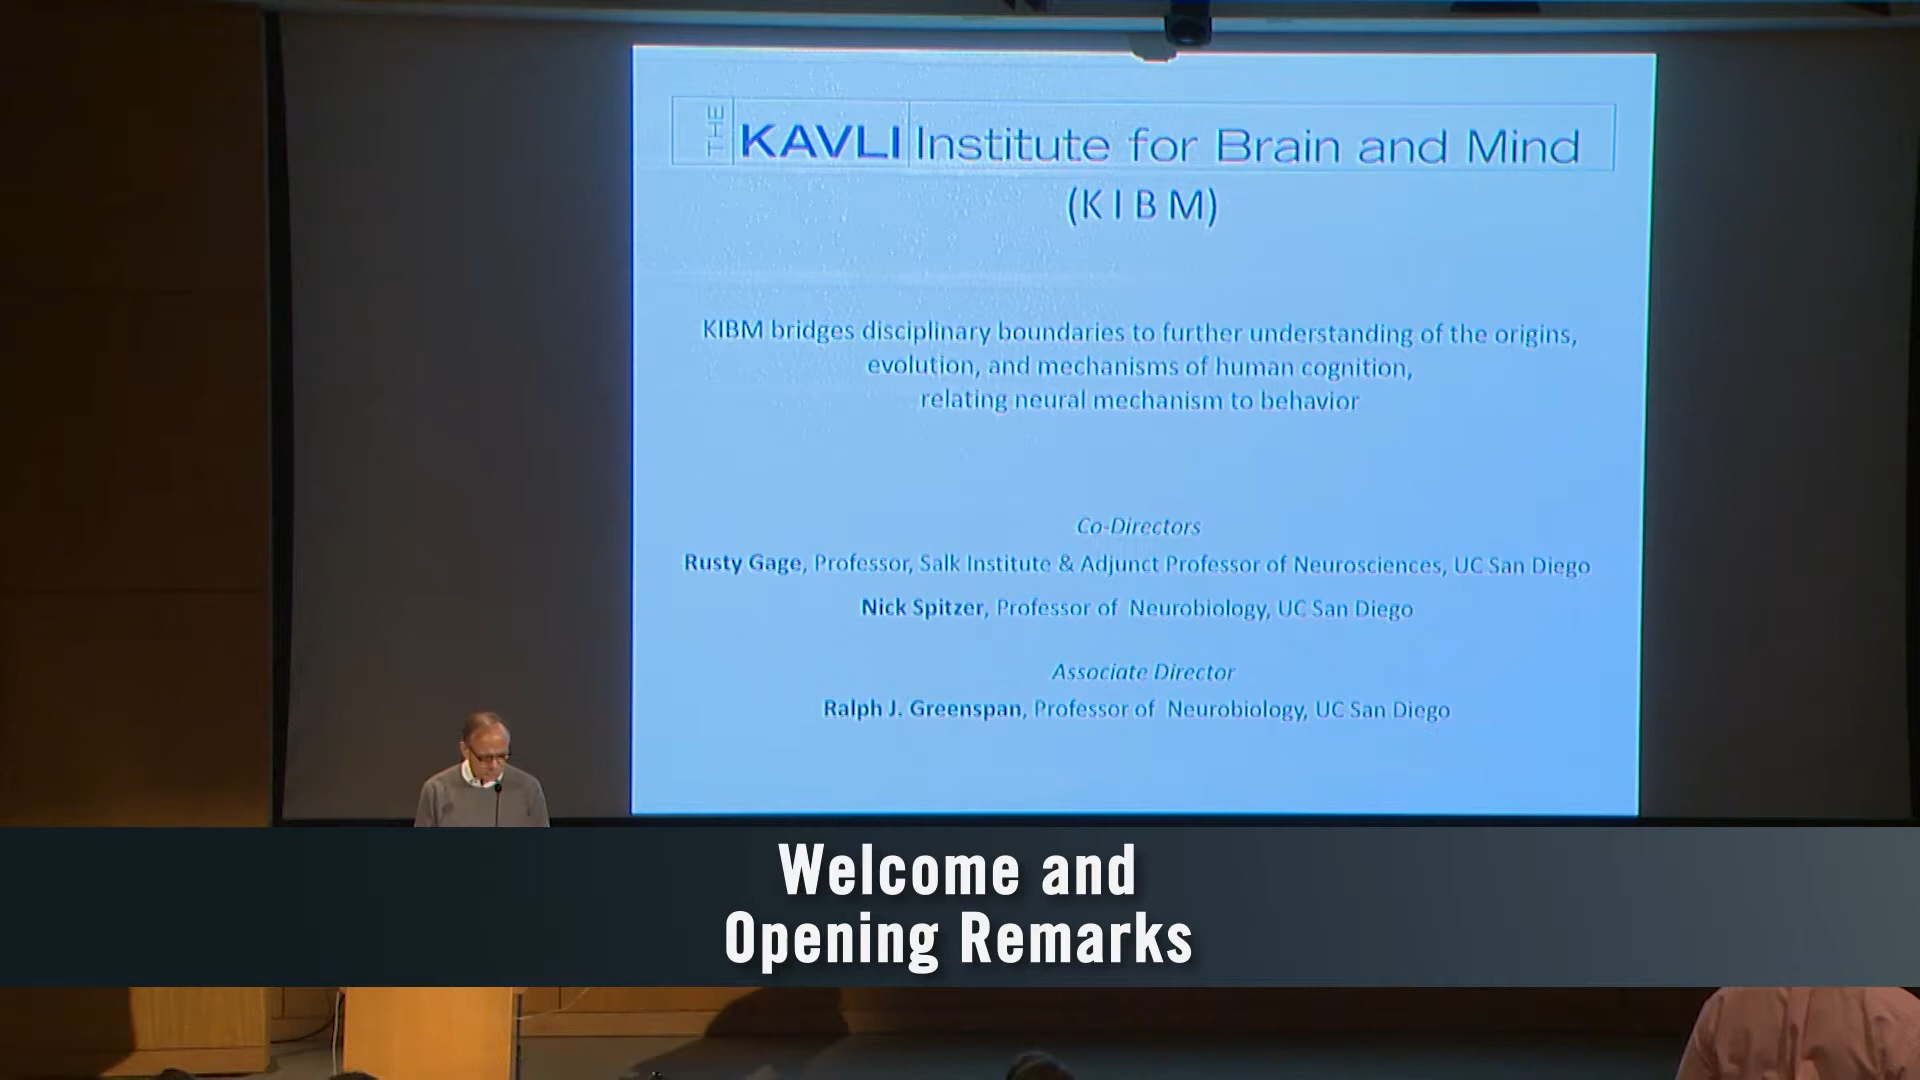 THE KAVLI Institute for Brain and Mind
(K I B M)
KIBM bridges disciplinary boundaries to further understanding of the origins,
evolution, and mechanisms of human cognition,
relating neural mechanism to behavior
Co-Directors
Rusty Gage, Professor, Salk Institute & Adjunct Professor of Neurosciences, UC San Diego
Nick Spitzer, Professor of Neurobiology, UC San Diego
Associate Director
Ralph J. Greenspan, Professor of Neurobiology, UC San Diego
Welcome and
Opening Remarks